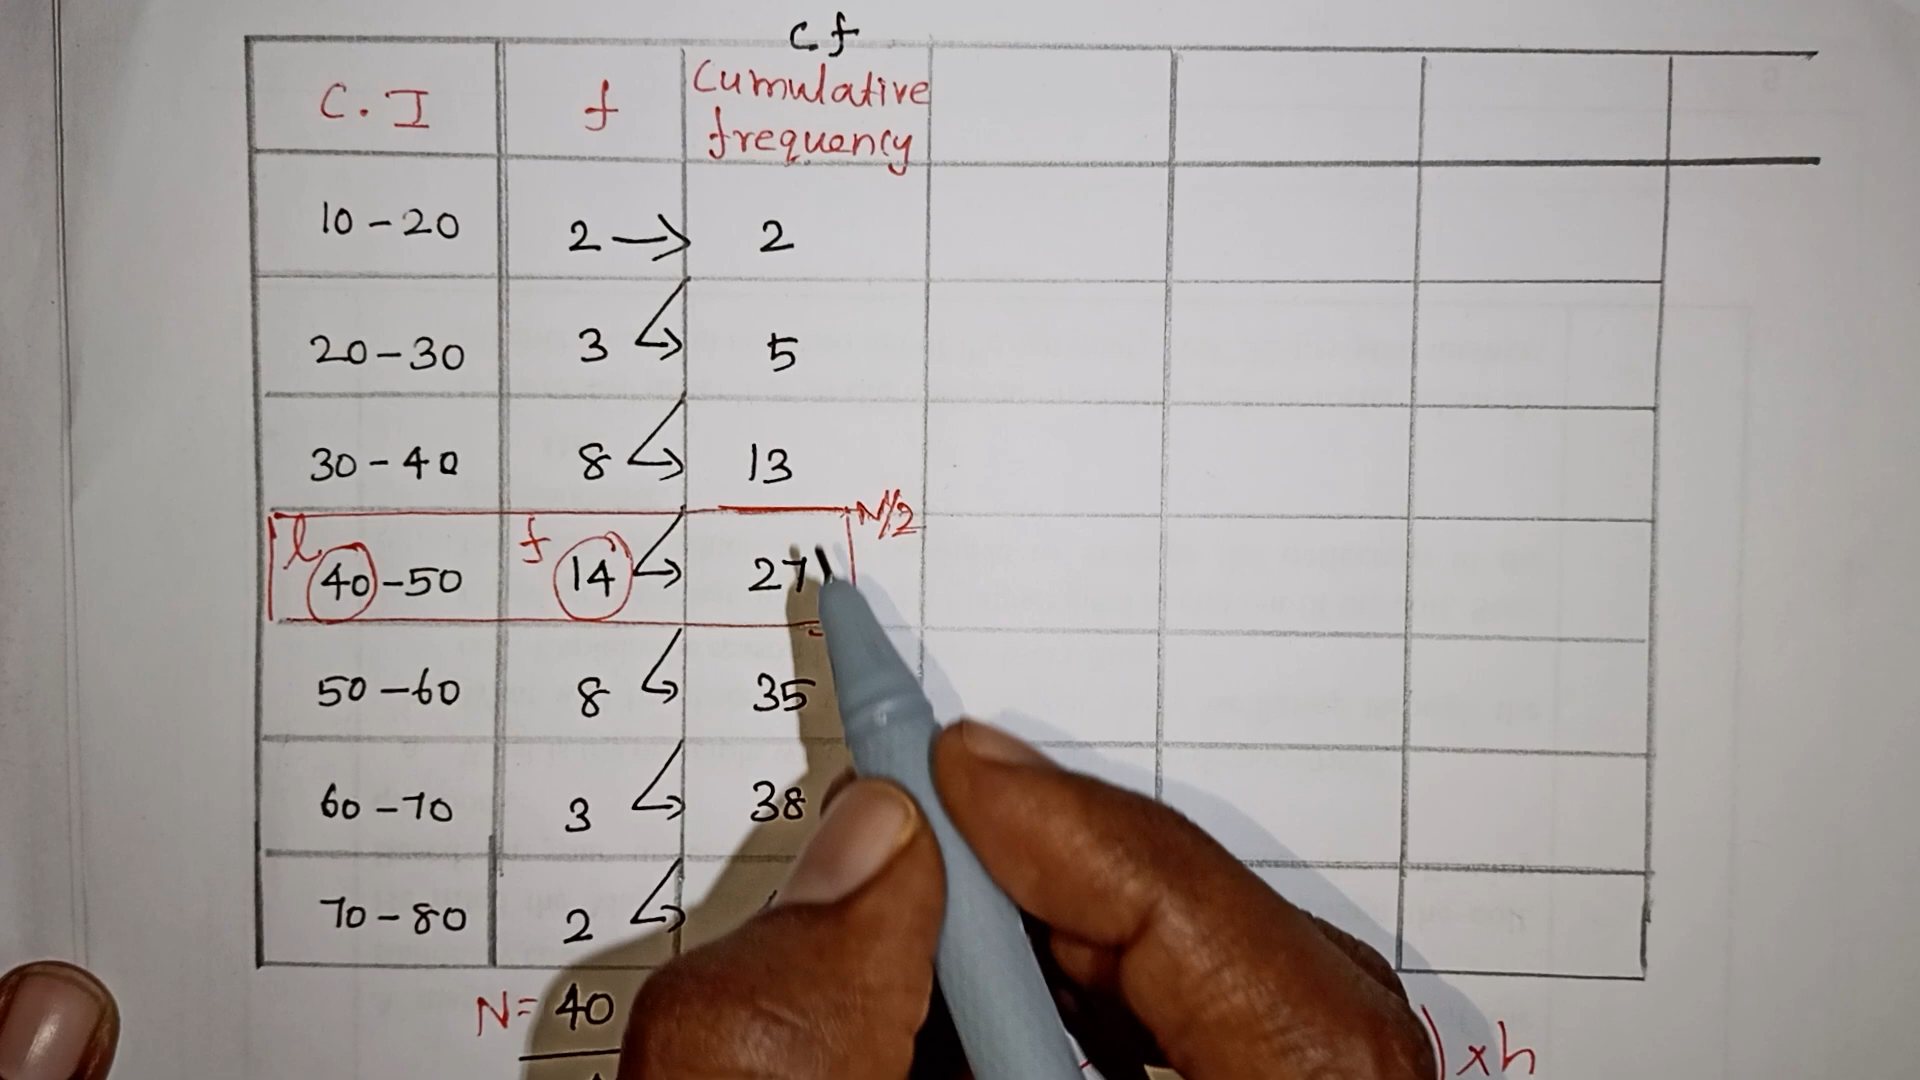 cf
C.I f Cumulative frequency
10-20 2 → 2
20-30 3 5
30-40 8 13
N/2
l 40-50 f 14 27
50-60 8 35
60-70 3 38
70-80 2
N= 40
) xh